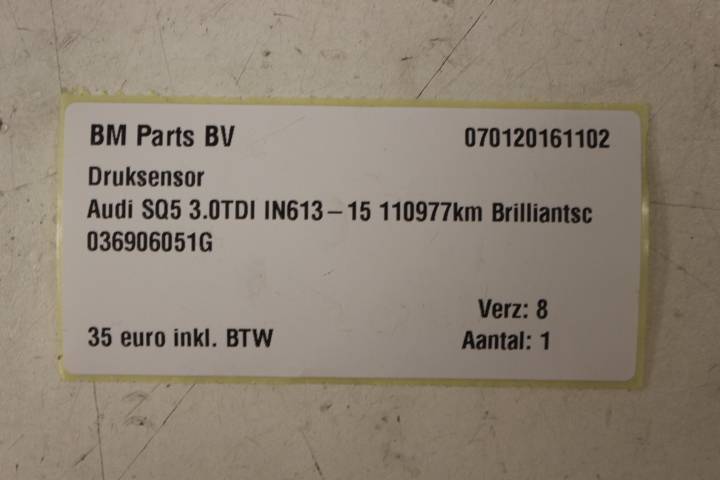 BM Parts BV 070120161102
Druksensor
Audi SQ5 3.0TDI IN613-15 110977km Brilliantsc
036906051G
Verz: 8
35 euro inkl. BTW Aantal: 1